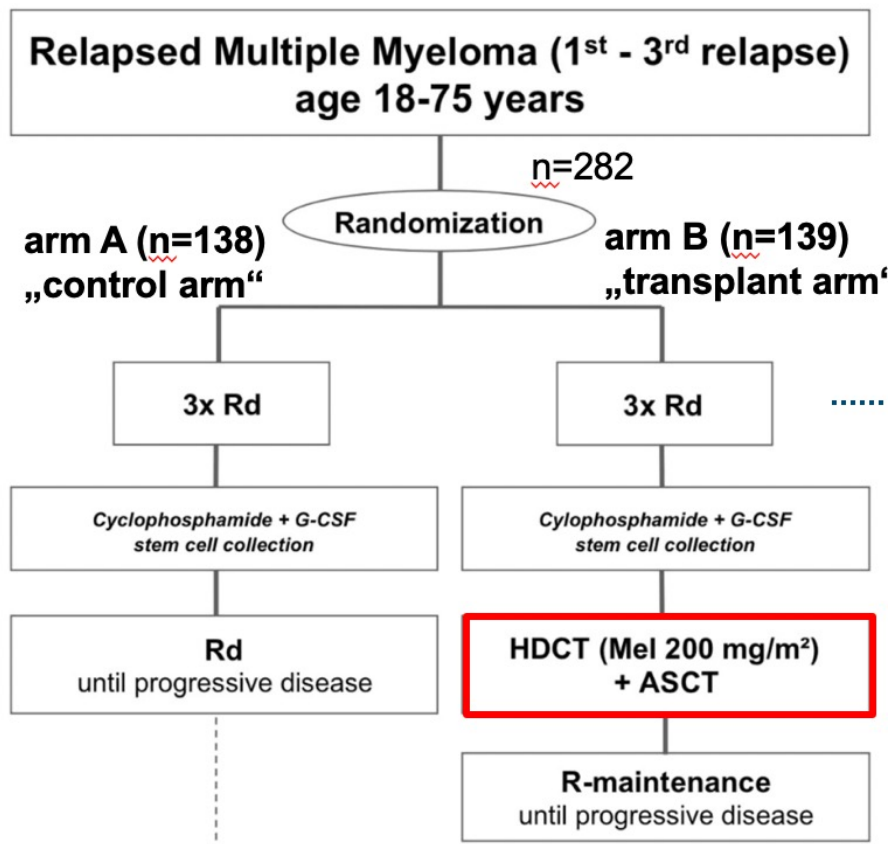 Relapsed Multiple Myeloma (1st - 3rd relapse)
age 18-75 years
n=282
Randomization
arm A (n=138)
„control arm“
arm B (n=139)
„transplant arm“
3x Rd
3x Rd
Cyclophosphamide + G-CSF
stem cell collection
Cylophosphamide + G-CSF
stem cell collection
Rd
until progressive disease
HDCT (Mel 200 mg/m²)
+ ASCT
R-maintenance
until progressive disease